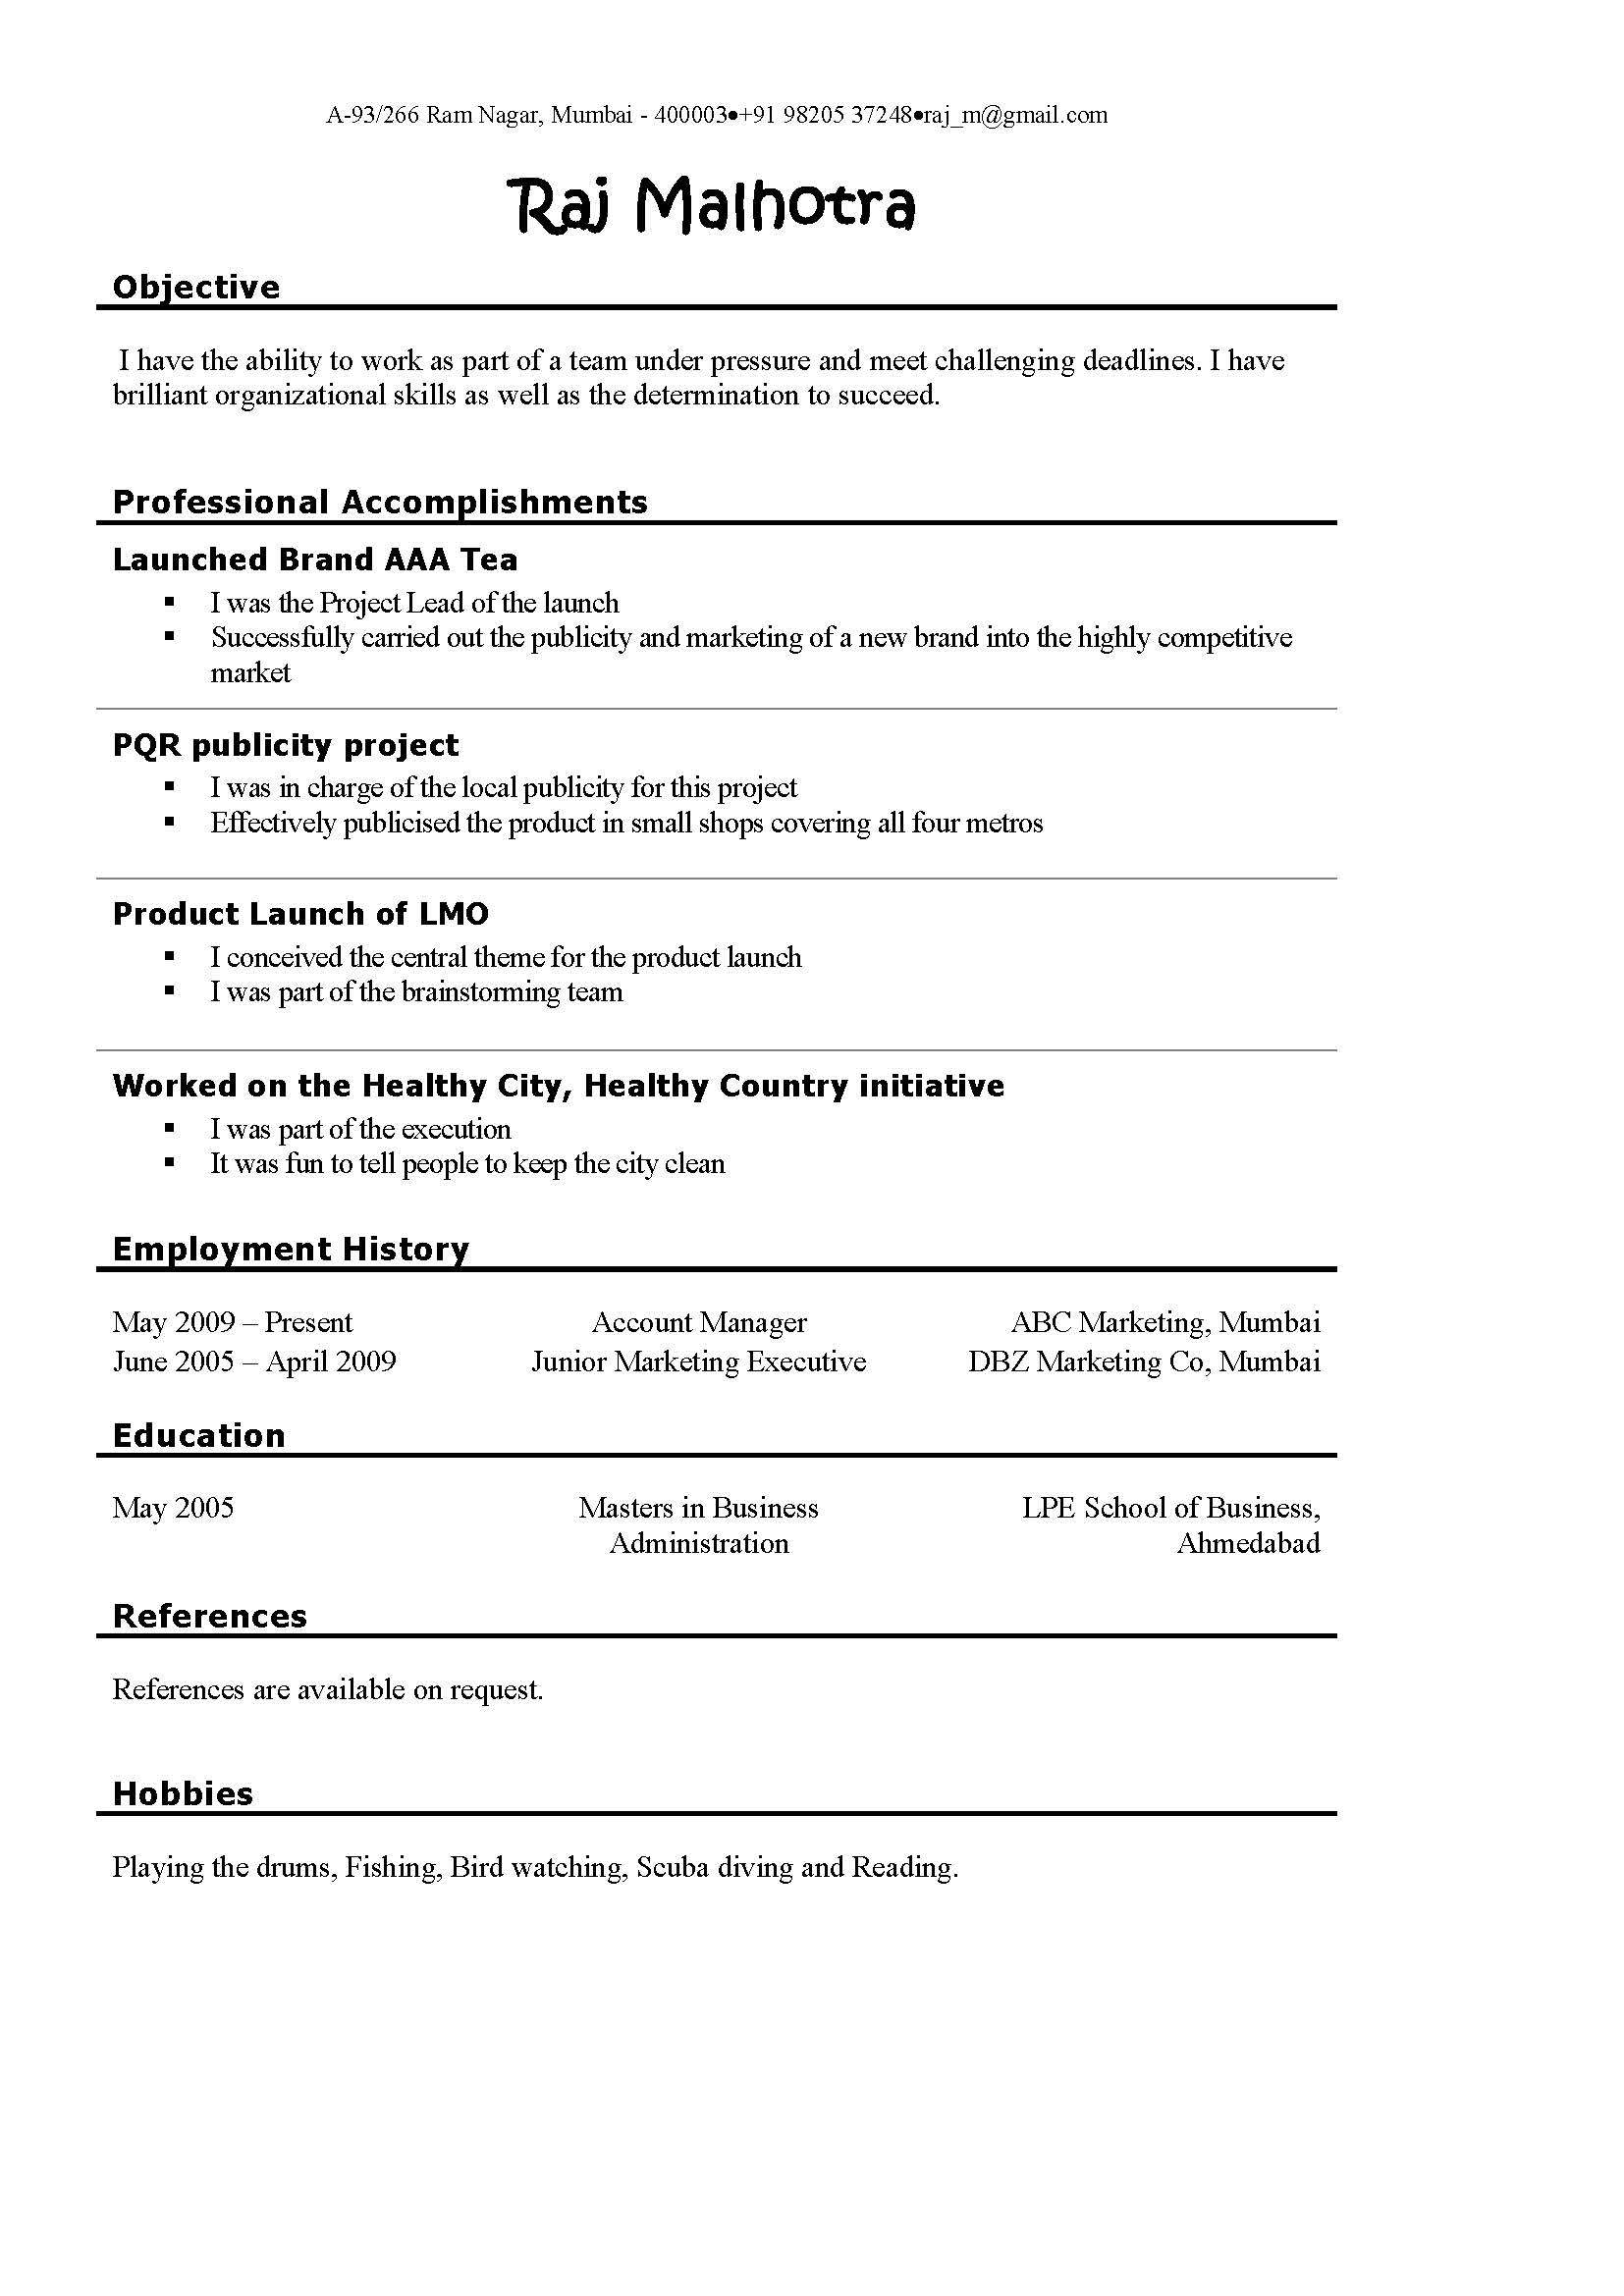 A-93/266 Ram Nagar, Mumbai - 400003●+91 98205 37248●raj_m@gmail.com
Raj Malhotra
Objective
I have the ability to work as part of a team under pressure and meet challenging deadlines. I have
brilliant organizational skills as well as the determination to succeed.
Professional Accomplishments
Launched Brand AAA Tea
▪ I was the Project Lead of the launch
▪ Successfully carried out the publicity and marketing of a new brand into the highly competitive
market
PQR publicity project
▪ I was in charge of the local publicity for this project
▪ Effectively publicised the product in small shops covering all four metros
Product Launch of LMO
▪ I conceived the central theme for the product launch
▪ I was part of the brainstorming team
Worked on the Healthy City, Healthy Country initiative
▪ I was part of the execution
▪ It was fun to tell people to keep the city clean
Employment History
May 2009 – Present Account Manager ABC Marketing, Mumbai
June 2005 – April 2009 Junior Marketing Executive DBZ Marketing Co, Mumbai
Education
May 2005 Masters in Business LPE School of Business,
Administration Ahmedabad
References
References are available on request.
Hobbies
Playing the drums, Fishing, Bird watching, Scuba diving and Reading.